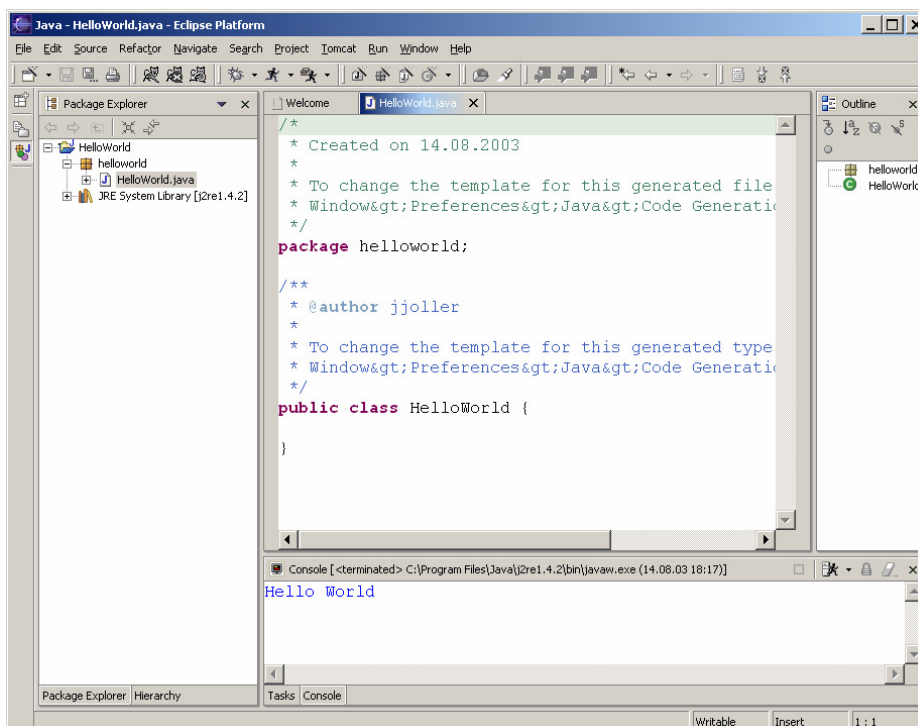 Java - HelloWorld.java - Eclipse Platform
File Edit Source Refactor Navigate Search Project Tomcat Run Window Help
Package Explorer
HelloWorld
helloworld
HelloWorld.java
JRE System Library [j2re1.4.2]
Package Explorer Hierarchy
Welcome HelloWorld.java
/*
* Created on 14.08.2003
*
* To change the template for this generated file
* Window&gt;Preferences&gt;Java&gt;Code Generatio
*/
package helloworld;
/**
* @author jjoller
*
* To change the template for this generated type
* Window&gt;Preferences&gt;Java&gt;Code Generatio
*/
public class HelloWorld {
}
Outline
helloworld
HelloWorld
Console [<terminated> C:\Program Files\Java\j2re1.4.2\bin\javaw.exe (14.08.03 18:17)]
Hello World
Tasks Console
Writable Insert 1 : 1